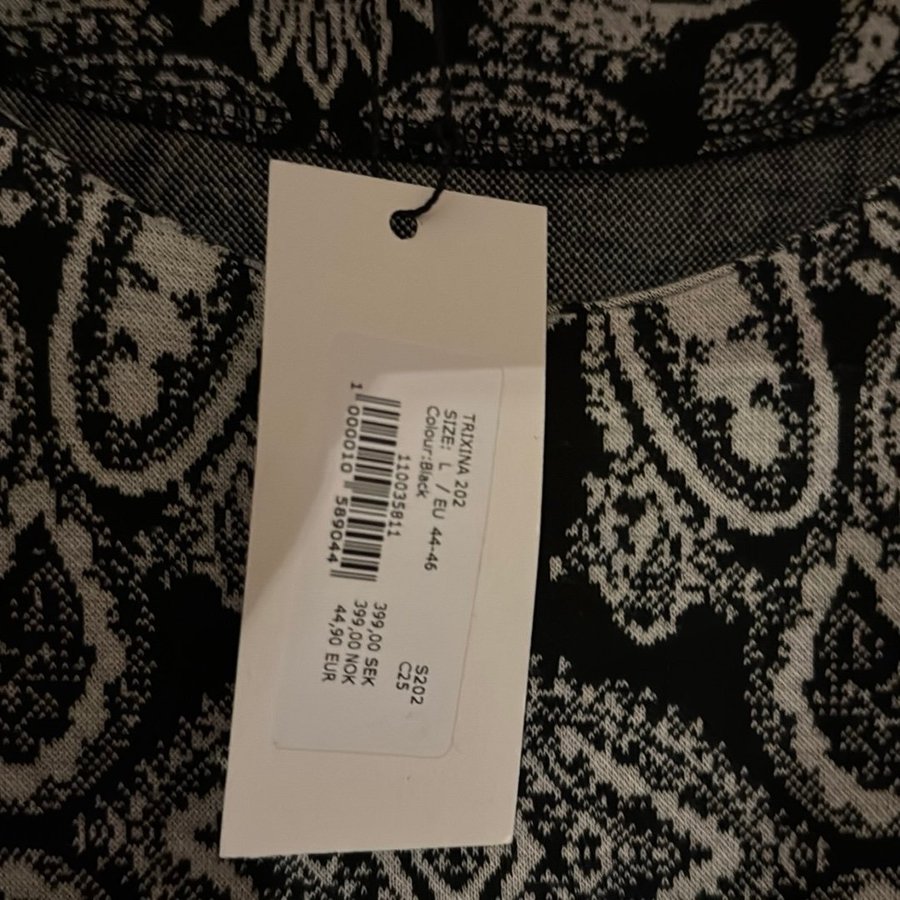 TRIXINA 202
SIZE: L / EU 44-46
Colour:Black
110035811
1 000010 589044
S202
C25
399,00 SEK
399,00 NOK
44,90 EUR